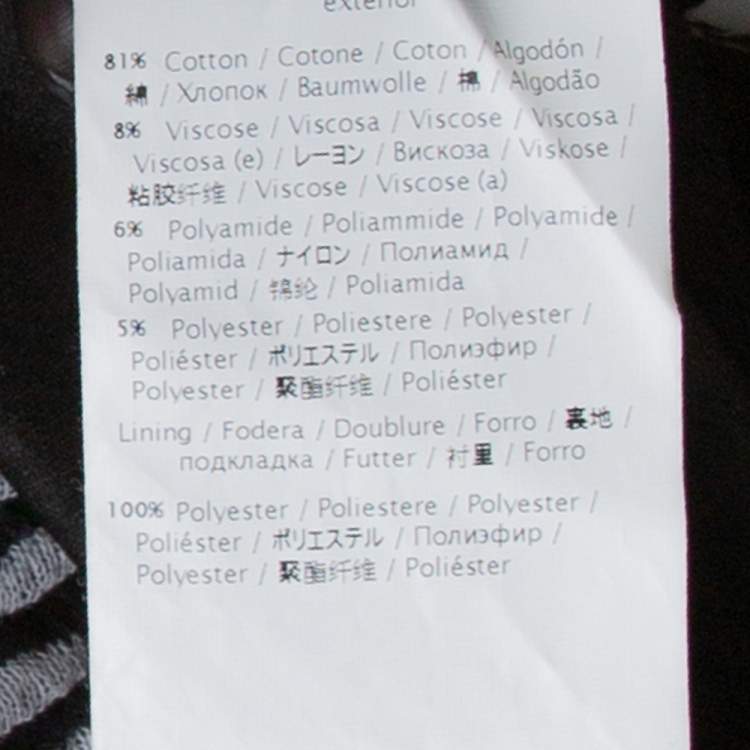 exterior
81% Cotton / Cotone / Coton / Algodón /
綿 / Хлопок / Baumwolle / 棉 / Algodão
8% Viscose / Viscosa / Viscose / Viscosa /
Viscosa (e) / レーヨン / Вискоза / Viskose /
粘胶纤维 / Viscose / Viscose (a)
6% Polyamide / Poliammide / Polyamide /
Poliamida / ナイロン / Полиамид /
Polyamid / 锦纶 / Poliamida
5% Polyester / Poliestere / Polyester /
Poliéster / ポリエステル / Полиэфир /
Polyester / 聚酯纤维 / Poliéster
Lining / Fodera / Doublure / Forro / 裏地 /
подкладка / Futter / 衬里 / Forro
100% Polyester / Poliestere / Polyester /
Poliéster / ポリエステル / Полиэфир /
Polyester / 聚酯纤维 / Poliéster